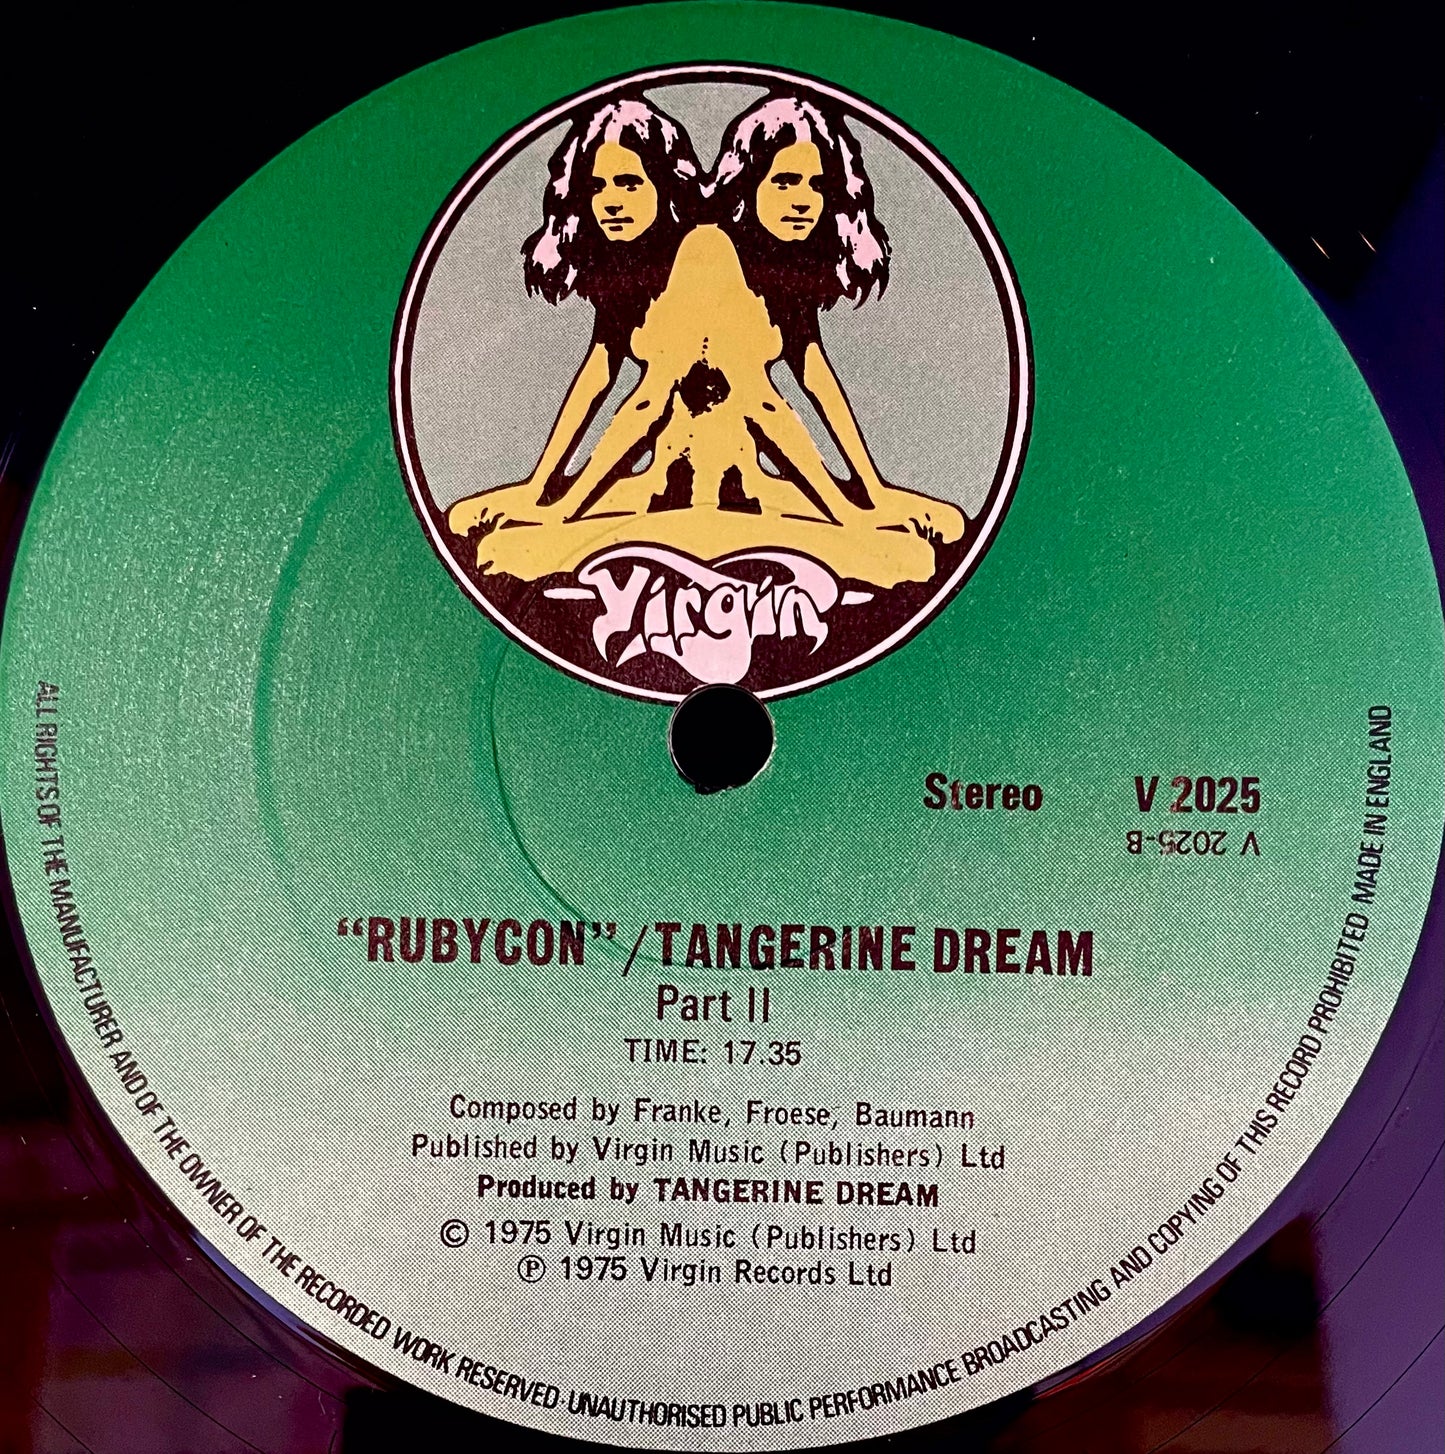 Virgin
Stereo V 2025
V 2025-B
“RUBYCON”/TANGERINE DREAM
Part II
TIME: 17.35
Composed by Franke, Froese, Baumann
Published by Virgin Music (Publishers) Ltd
Produced by TANGERINE DREAM
© 1975 Virgin Music (Publishers) Ltd
℗ 1975 Virgin Records Ltd
ALL RIGHTS OF THE MANUFACTURER AND OF THE OWNER OF THE RECORDED WORK RESERVED · UNAUTHORISED PUBLIC PERFORMANCE BROADCASTING AND COPYING OF THIS RECORD PROHIBITED MADE IN ENGLAND